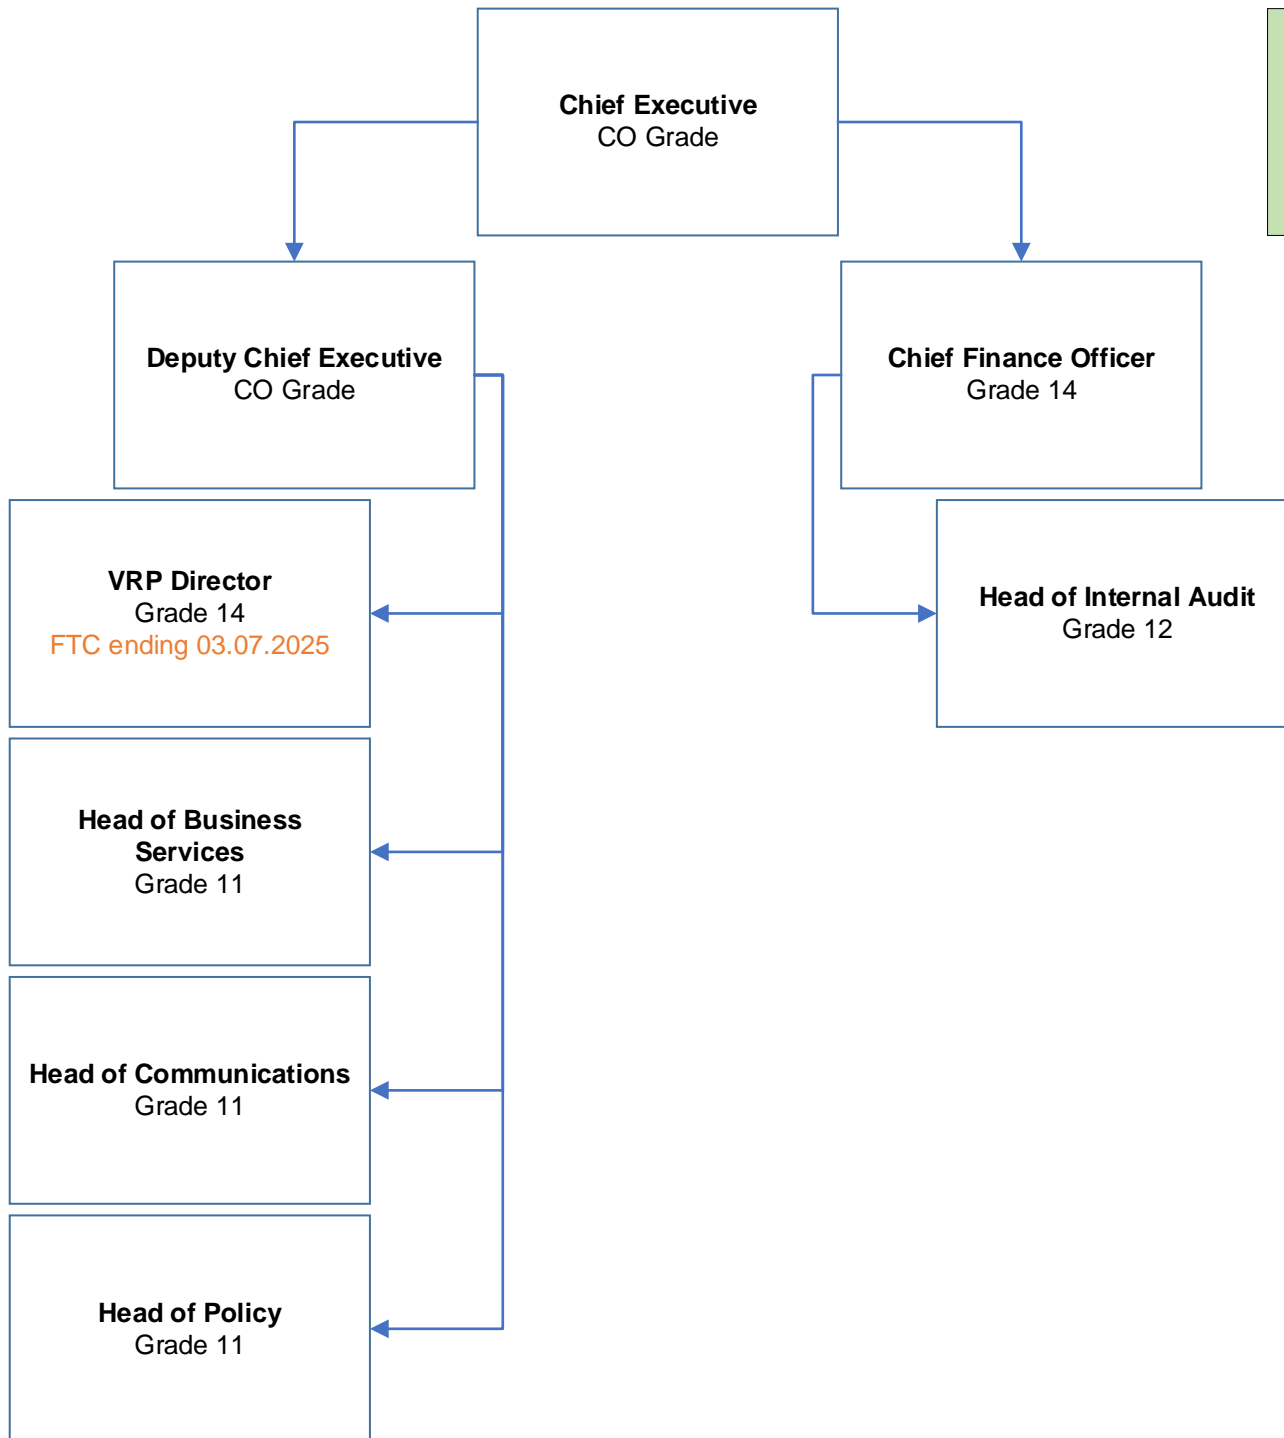 Chief Executive
CO Grade
Deputy Chief Executive
CO Grade
Chief Finance Officer
Grade 14
VRP Director
Grade 14
FTC ending 03.07.2025
Head of Internal Audit
Grade 12
Head of Business
Services
Grade 11
Head of Communications
Grade 11
Head of Policy
Grade 11